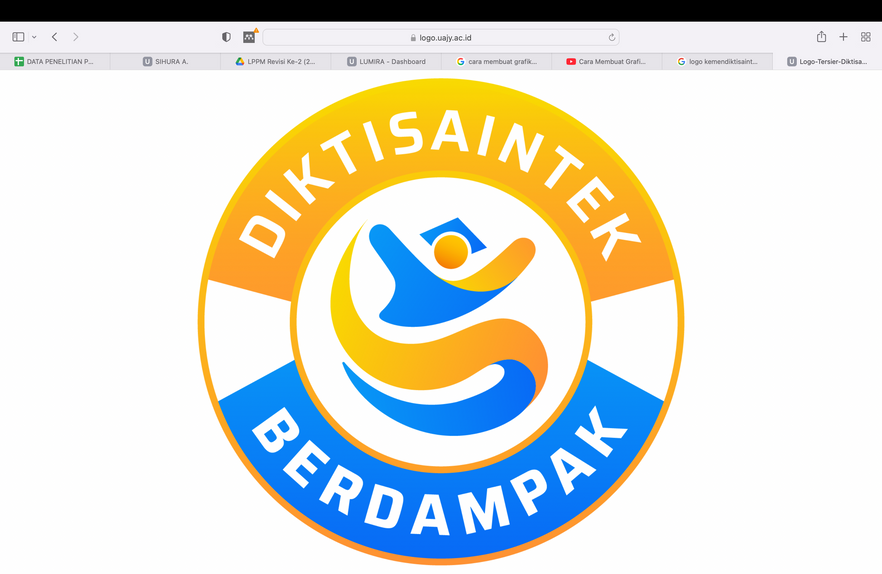 logo.uajy.ac.id
DATA PENELITIAN P...
SIHURA A.
LPPM Revisi Ke-2 (2...
LUMIRA - Dashboard
cara membuat grafik...
Cara Membuat Grafi...
logo kemendiktisaint...
Logo-Tersier-Diktisa...
DIKTISAINTEK
BERDAMPAK